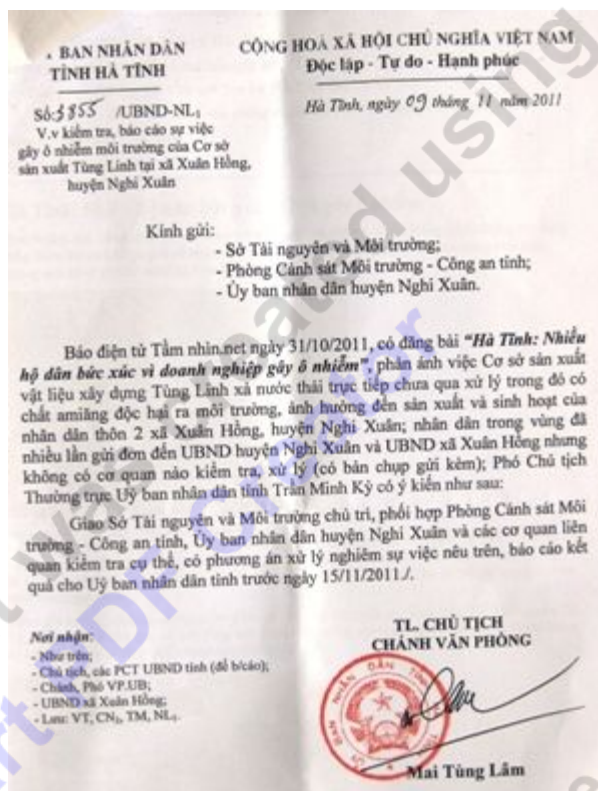 BAN NHÂN DÂN
TỈNH HÀ TĨNH
CỘNG HOÀ XÃ HỘI CHỦ NGHĨA VIỆT NAM
Độc lập - Tự do - Hạnh phúc
Số:3855 /UBND-NL₁
V.v kiểm tra, báo cáo sự việc
gây ô nhiễm môi trường của Cơ sở
sản xuất Tùng Linh tại xã Xuân Hồng,
huyện Nghi Xuân
Hà Tĩnh, ngày 09 tháng 11 năm 2011
Kính gửi:
- Sở Tài nguyên và Môi trường;
- Phòng Cảnh sát Môi trường - Công an tỉnh;
- Ủy ban nhân dân huyện Nghi Xuân.
Báo điện tử Tầm nhìn.net ngày 31/10/2011, có đăng bài "Hà Tĩnh: Nhiều
hộ dân bức xúc vì doanh nghiệp gây ô nhiễm", phản ánh việc Cơ sở sản xuất
vật liệu xây dựng Tùng Linh xả nước thải trực tiếp chưa qua xử lý trong đó có
chất amiăng độc hại ra môi trường, ảnh hưởng đến sản xuất và sinh hoạt của
nhân dân thôn 2 xã Xuân Hồng, huyện Nghi Xuân; nhân dân trong vùng đã
nhiều lần gửi đơn đến UBND huyện Nghi Xuân và UBND xã Xuân Hồng nhưng
không có cơ quan nào kiểm tra, xử lý (có bản chụp gửi kèm); Phó Chủ tịch
Thường trực Uỷ ban nhân dân tỉnh Trần Minh Kỳ có ý kiến như sau:
Giao Sở Tài nguyên và Môi trường chủ trì, phối hợp Phòng Cảnh sát Môi
trường - Công an tỉnh, Ủy ban nhân dân huyện Nghi Xuân và các cơ quan liên
quan kiểm tra cụ thể, có phương án xử lý nghiêm sự việc nêu trên, báo cáo kết
quả cho Uỷ ban nhân dân tỉnh trước ngày 15/11/2011./.
Nơi nhận:
- Như trên;
- Chủ tịch, các PCT UBND tỉnh (để b/cáo);
- Chánh, Phó VP.UB;
- UBND xã Xuân Hồng;
- Lưu: VT, CN₁, TM, NL₁.
TL. CHỦ TỊCH
CHÁNH VĂN PHÒNG
Mai Tùng Lâm